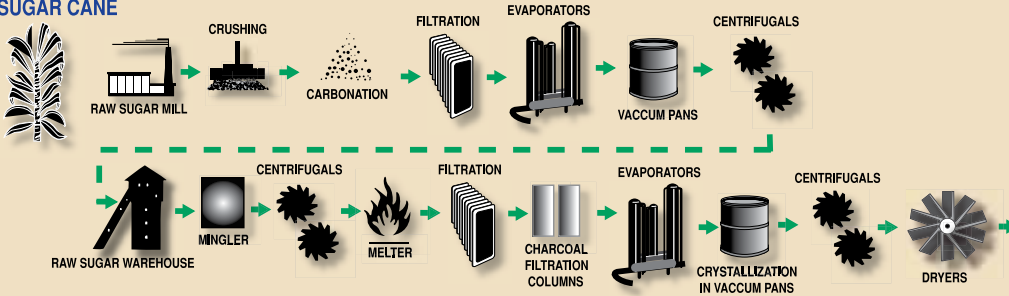 SUGAR CANE
RAW SUGAR MILL
CRUSHING
CARBONATION
FILTRATION
EVAPORATORS
VACCUM PANS
CENTRIFUGALS
RAW SUGAR WAREHOUSE
MINGLER
CENTRIFUGALS
MELTER
FILTRATION
CHARCOAL
FILTRATION
COLUMNS
EVAPORATORS
CRYSTALLIZATION
IN VACCUM PANS
CENTRIFUGALS
DRYERS